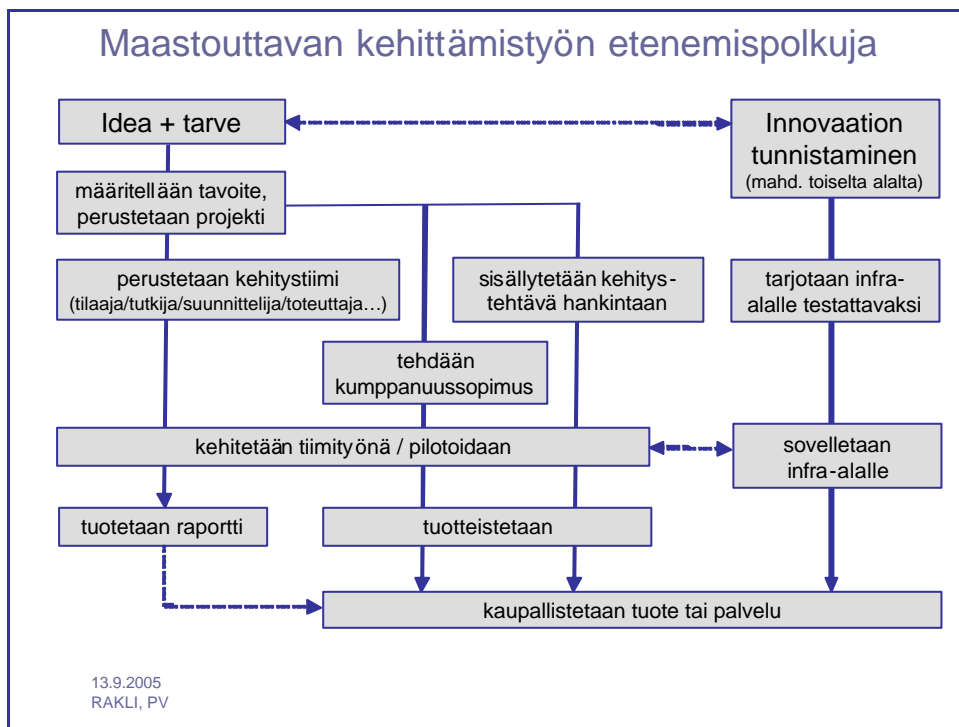 Maastouttavan kehittämistyön etenemispolkuja
Idea + tarve
Innovaation
tunnistaminen
(mahd. toiselta alalta)
määritellään tavoite,
perustetaan projekti
perustetaan kehitystiimi
(tilaaja/tutkija/suunnittelija/toteuttaja…)
sisällytetään kehitys-
tehtävä hankintaan
tarjotaan infra-
alalle testattavaksi
tehdään
kumppanuussopimus
kehitetään tiimityönä / pilotoidaan
sovelletaan
infra-alalle
tuotetaan raportti
tuotteistetaan
kaupallistetaan tuote tai palvelu
13.9.2005
RAKLI, PV